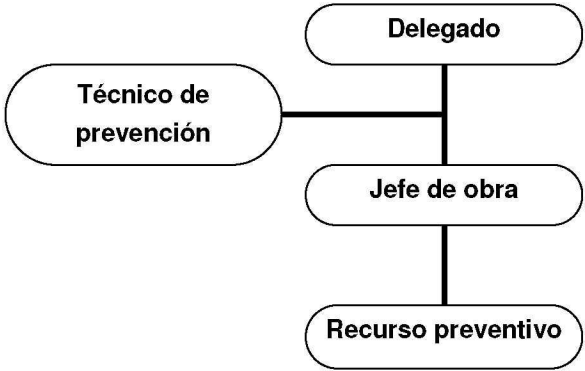 Delegado
Técnico de
prevención
Jefe de obra
Recurso preventivo